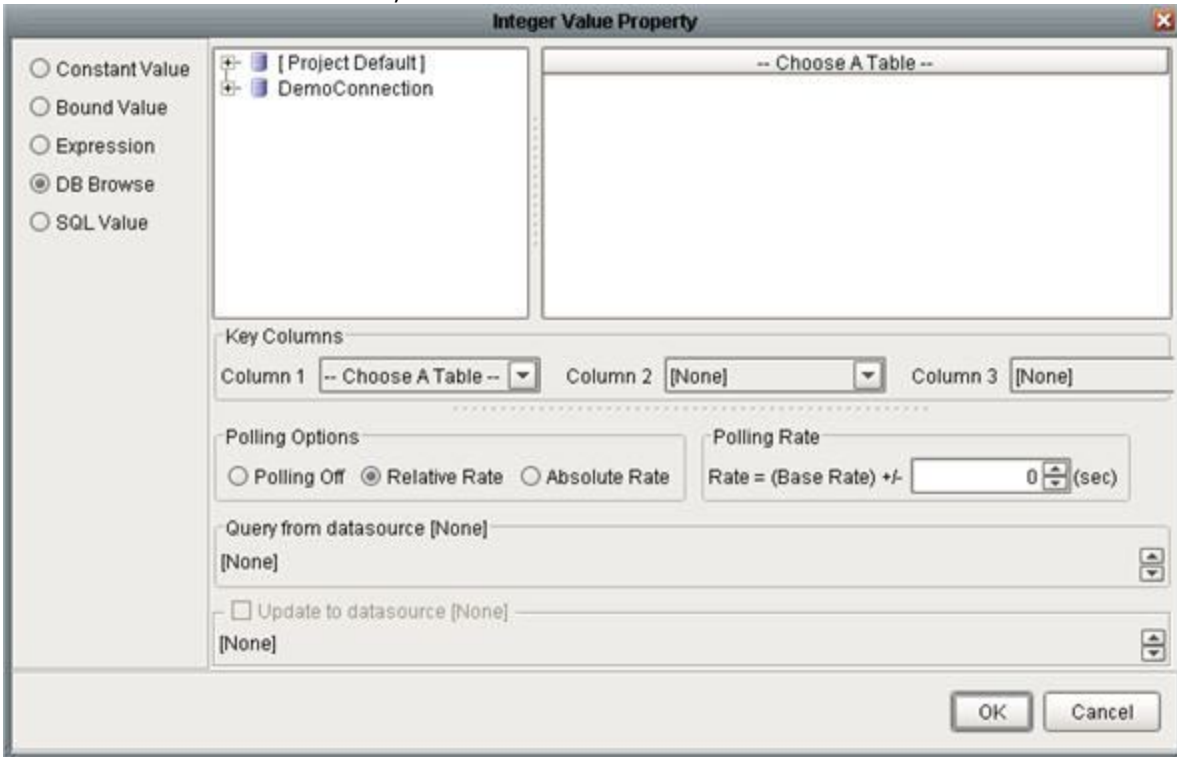 Integer Value Property
Constant Value
Bound Value
Expression
DB Browse
SQL Value
[ Project Default ]
DemoConnection
-- Choose A Table --
Key Columns
Column 1 -- Choose A Table -- Column 2 [None] Column 3 [None]
Polling Options
Polling Off Relative Rate Absolute Rate
Polling Rate
Rate = (Base Rate) +/- 0 (sec)
Query from datasource [None]
[None]
Update to datasource [None]
[None]
OK Cancel